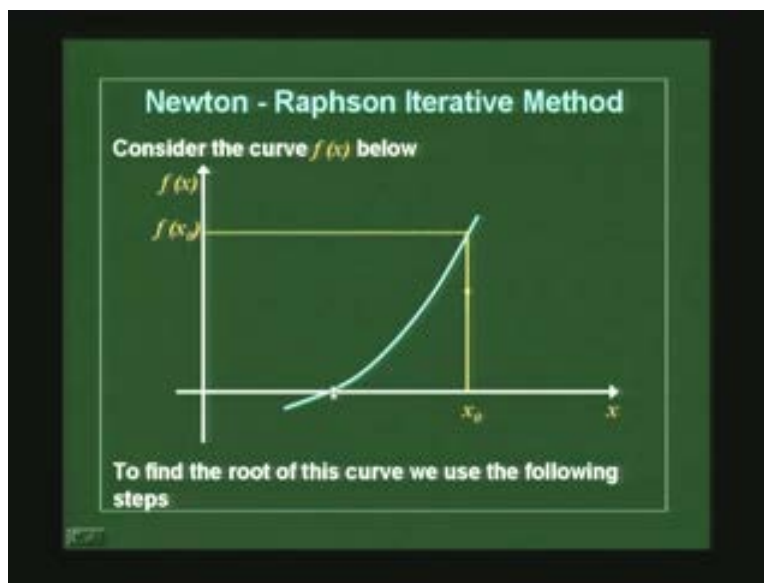 Newton - Raphson Iterative Method
Consider the curve f (x) below
f (x)
f (x₀)
x₀
x
To find the root of this curve we use the following
steps